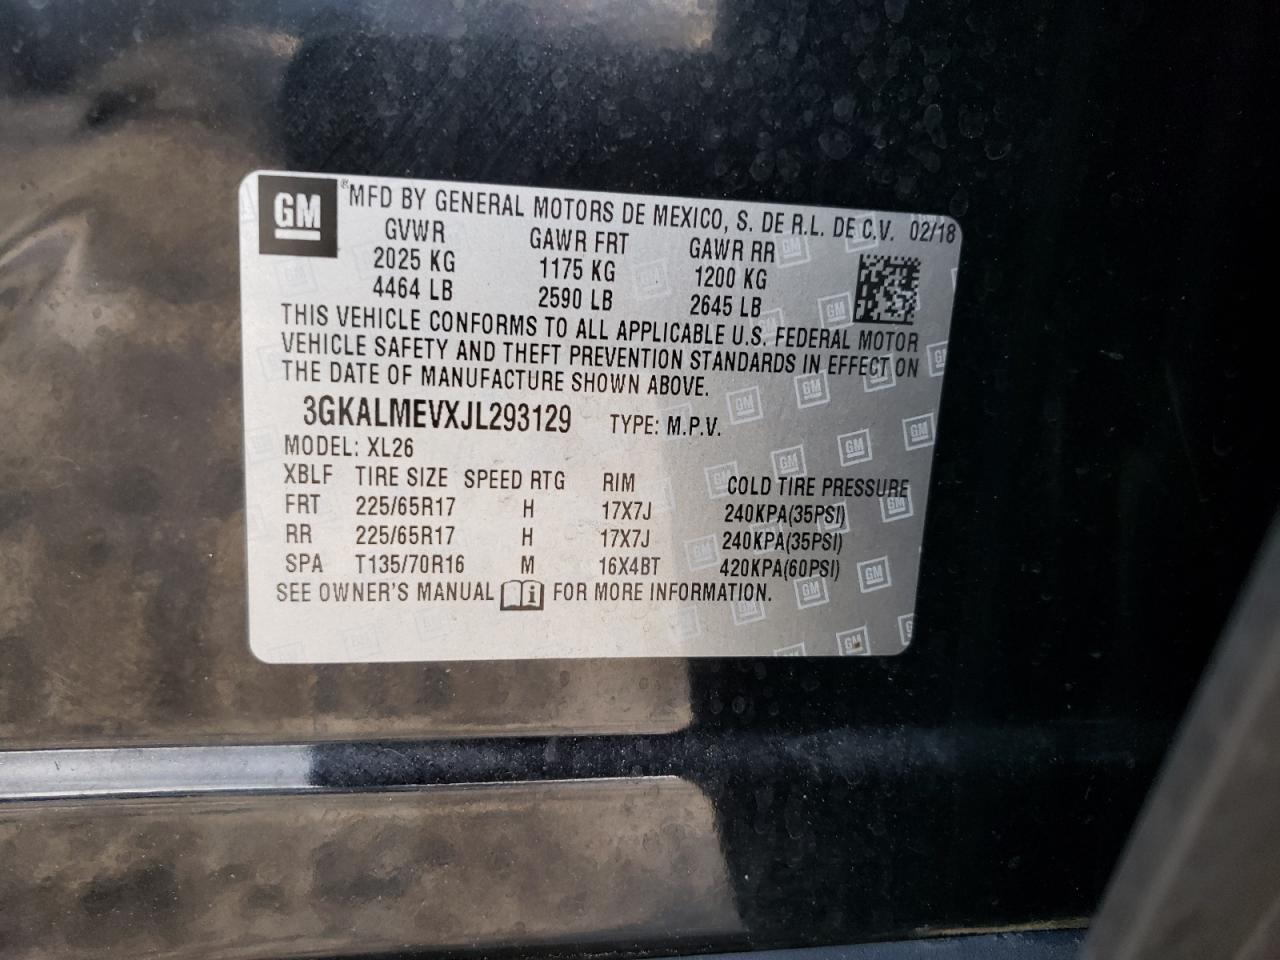 GM ® MFD BY GENERAL MOTORS DE MEXICO, S. DE R.L. DE C.V. 02/18
GVWR GAWR FRT GAWR RR
2025 KG 1175 KG 1200 KG
4464 LB 2590 LB 2645 LB
THIS VEHICLE CONFORMS TO ALL APPLICABLE U.S. FEDERAL MOTOR
VEHICLE SAFETY AND THEFT PREVENTION STANDARDS IN EFFECT ON
THE DATE OF MANUFACTURE SHOWN ABOVE.
3GKALMEVXJL293129 TYPE: M.P.V.
MODEL: XL26
XBLF TIRE SIZE SPEED RTG RIM COLD TIRE PRESSURE
FRT 225/65R17 H 17X7J 240KPA(35PSI)
RR 225/65R17 H 17X7J 240KPA(35PSI)
SPA T135/70R16 M 16X4BT 420KPA(60PSI)
SEE OWNER'S MANUAL FOR MORE INFORMATION.